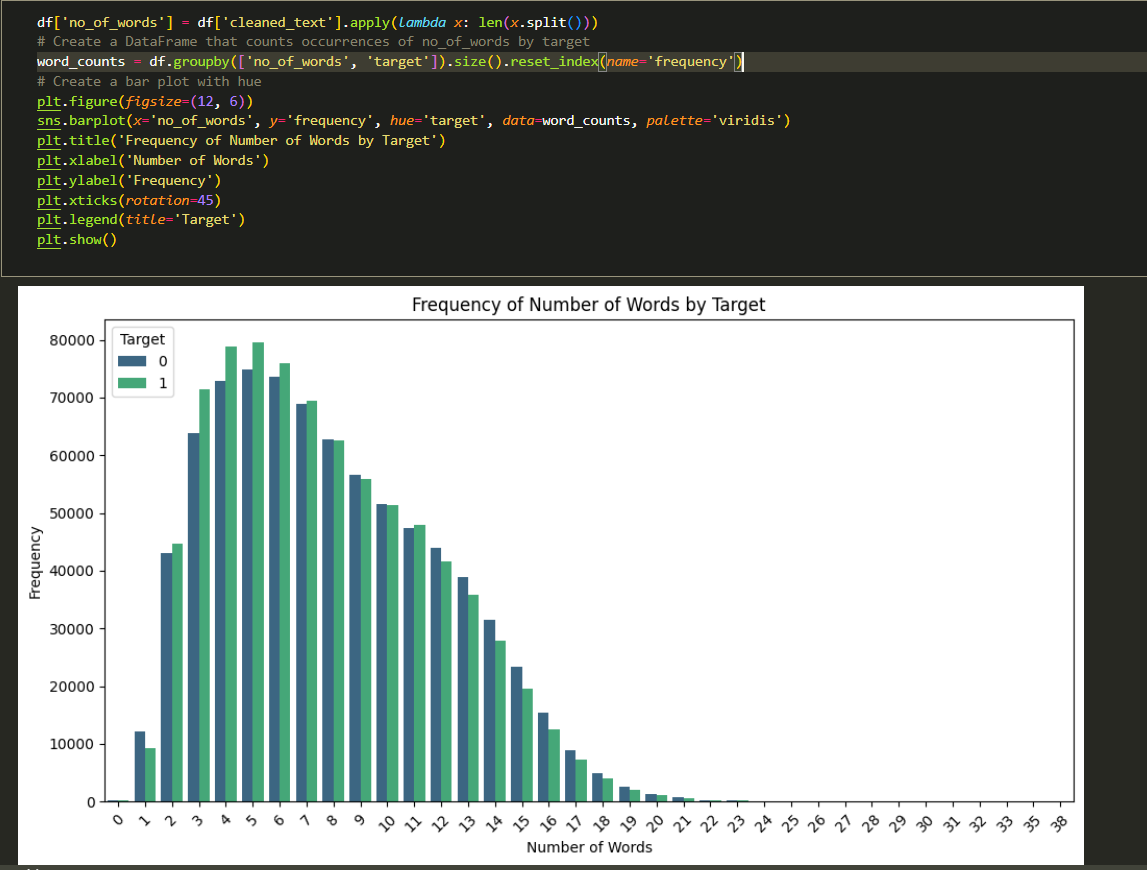 df['no_of_words'] = df['cleaned_text'].apply(lambda x: len(x.split()))
# Create a DataFrame that counts occurrences of no_of_words by target
word_counts = df.groupby(['no_of_words', 'target']).size().reset_index(name='frequency')
# Create a bar plot with hue
plt.figure(figsize=(12, 6))
sns.barplot(x='no_of_words', y='frequency', hue='target', data=word_counts, palette='viridis')
plt.title('Frequency of Number of Words by Target')
plt.xlabel('Number of Words')
plt.ylabel('Frequency')
plt.xticks(rotation=45)
plt.legend(title='Target')
plt.show()
Frequency of Number of Words by Target
Target
0
1
80000
70000
60000
50000
40000
30000
20000
10000
0
Frequency
0 1 2 3 4 5 6 7 8 9 10 11 12 13 14 15 16 17 18 19 20 21 22 23 24 25 26 27 28 29 30 31 32 33 35 38
Number of Words